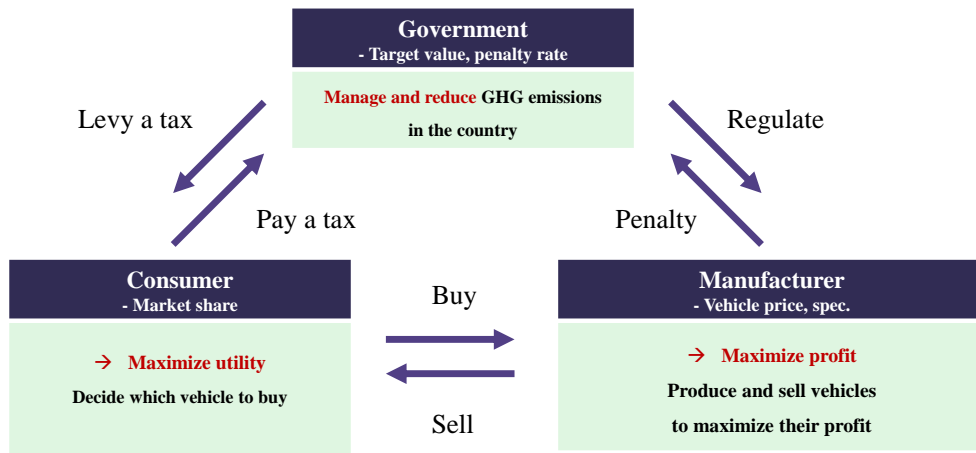 Government
- Target value, penalty rate
Manage and reduce GHG emissions
in the country
Levy a tax
Regulate
Pay a tax
Penalty
Consumer
- Market share
→ Maximize utility
Decide which vehicle to buy
Buy
Sell
Manufacturer
- Vehicle price, spec.
→ Maximize profit
Produce and sell vehicles
to maximize their profit